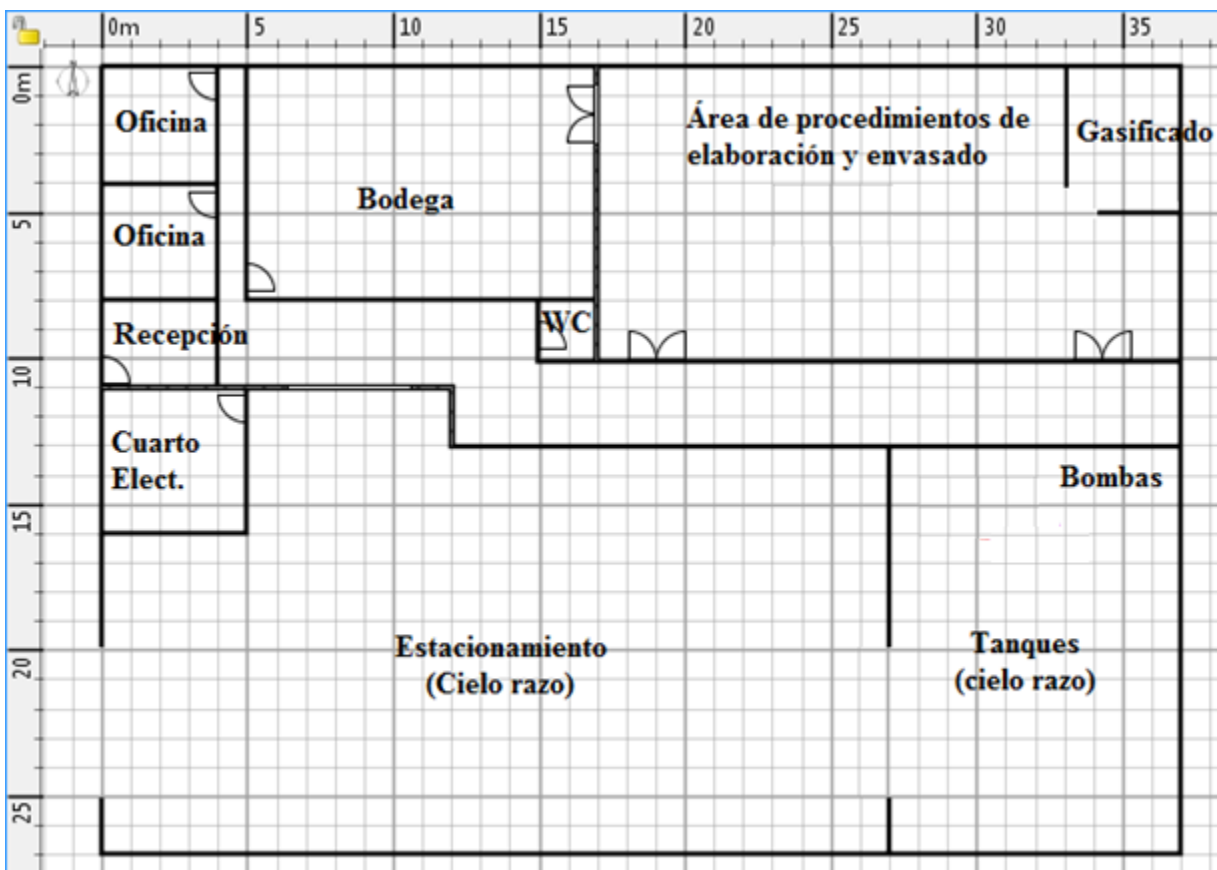 0m 5 10 15 20 25 30 35
0m
5
10
15
20
25
Oficina
Oficina
Recepción
Bodega
WC
Área de procedimientos de
elaboración y envasado
Gasificado
Cuarto
Elect.
Bombas
Estacionamiento
(Cielo razo)
Tanques
(cielo razo)